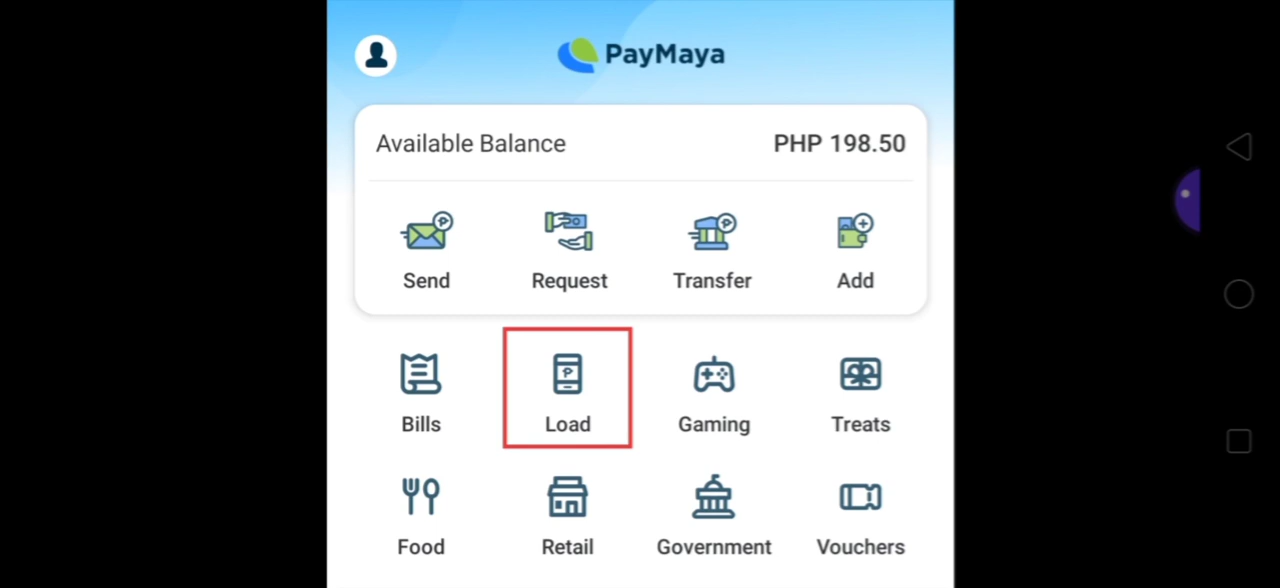 PayMaya
Available Balance PHP 198.50
Send Request Transfer Add
Bills Load Gaming Treats
Food Retail Government Vouchers